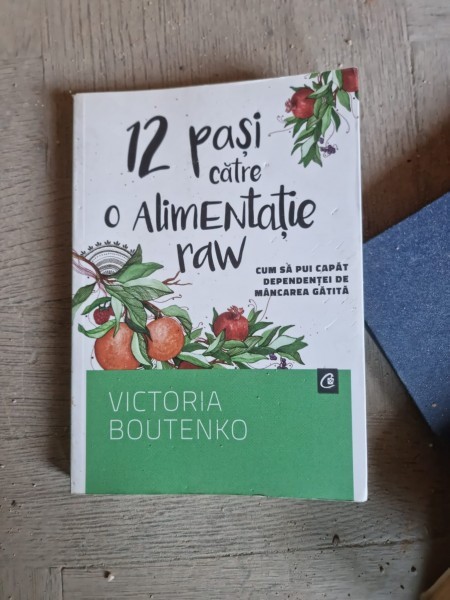 12 pași
către
o alimentație
raw
CUM SĂ PUI CAPĂT
DEPENDENȚEI DE
MÂNCAREA GĂTITĂ
VICTORIA
BOUTENKO